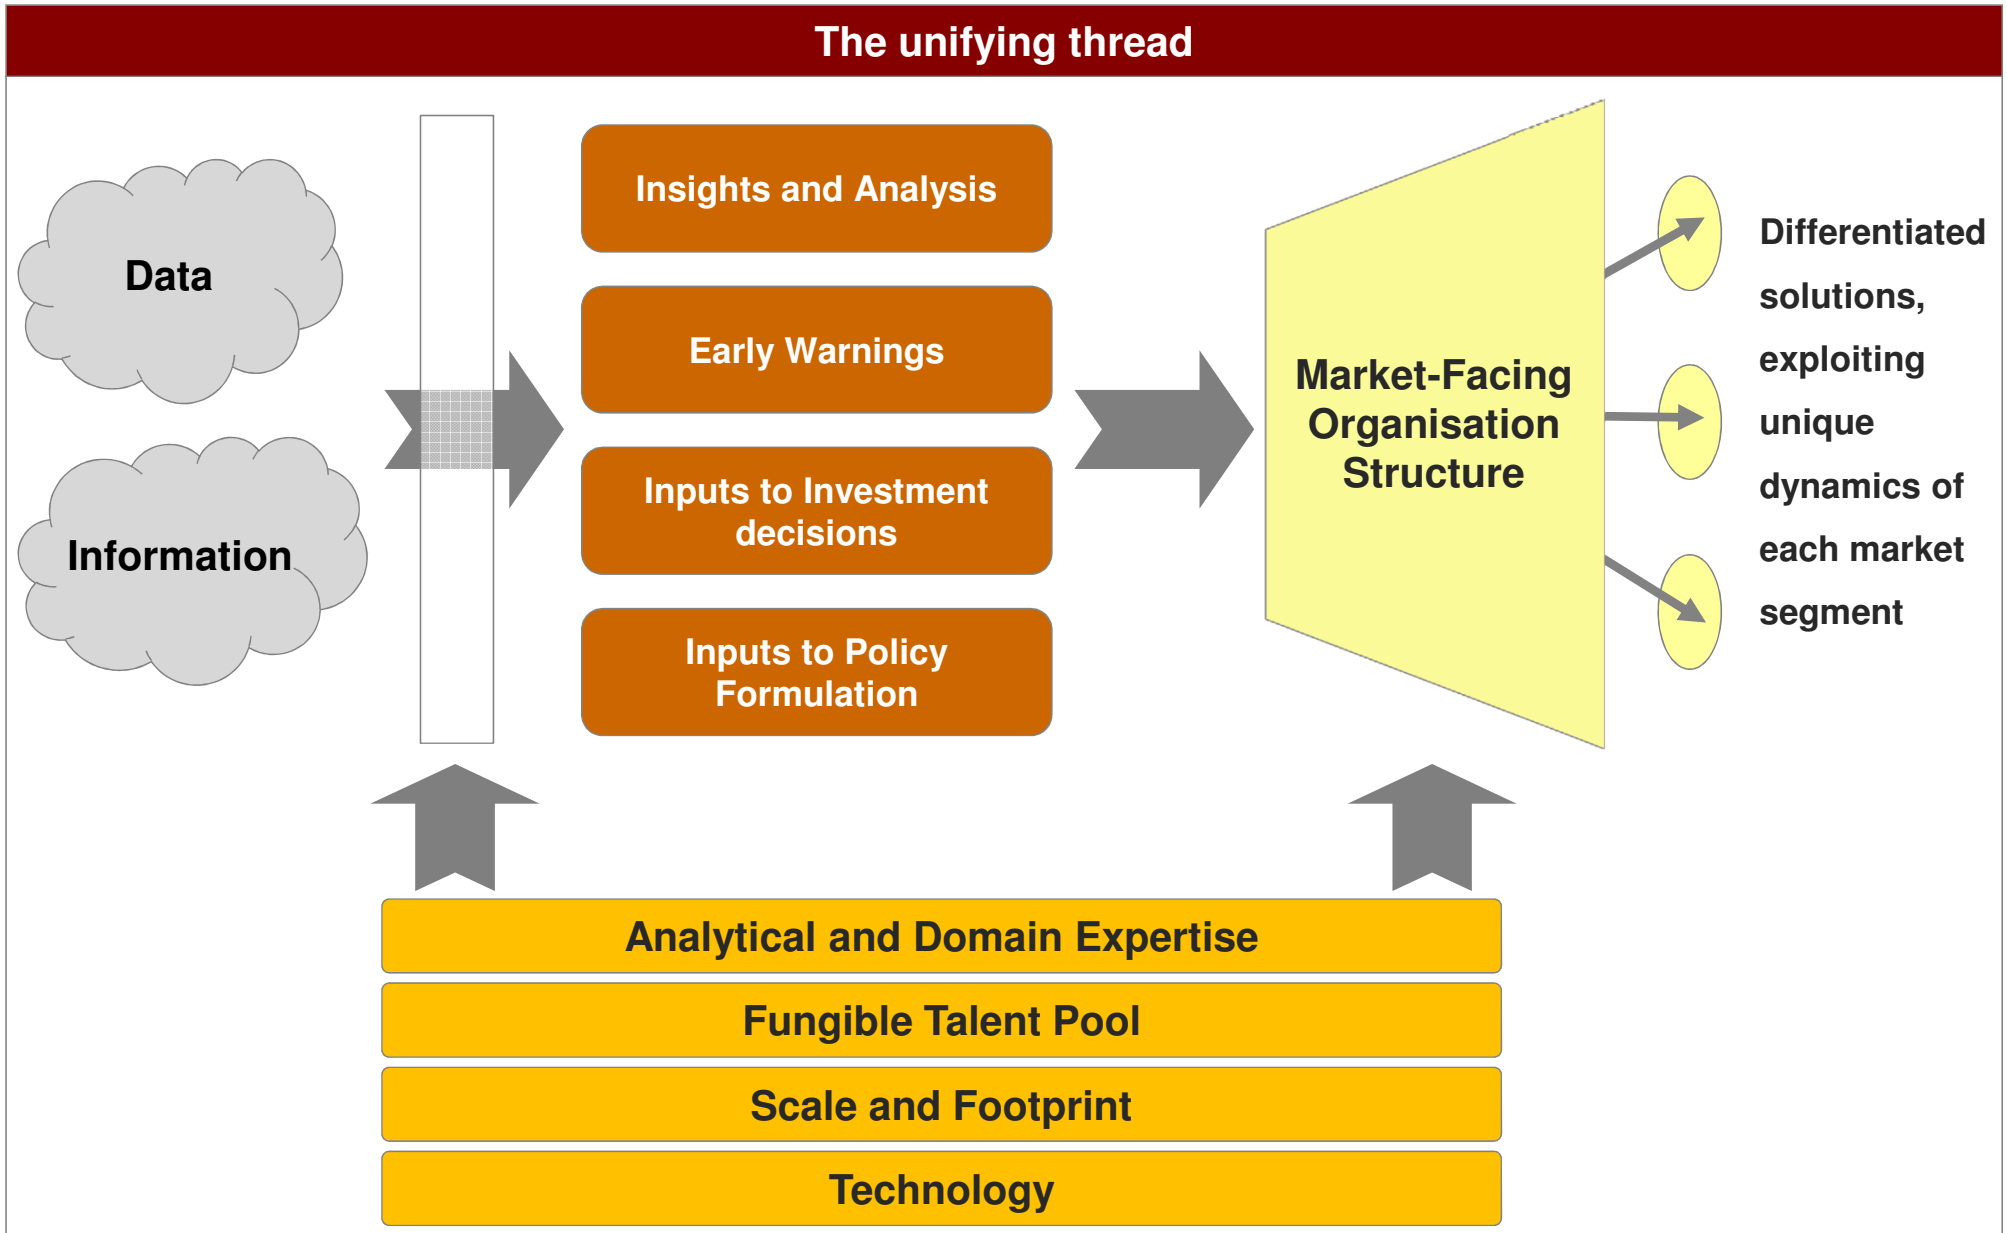 The unifying thread
Data
Information
Insights and Analysis
Early Warnings
Inputs to Investment
decisions
Inputs to Policy
Formulation
Market-Facing
Organisation
Structure
Differentiated
solutions,
exploiting
unique
dynamics of
each market
segment
Analytical and Domain Expertise
Fungible Talent Pool
Scale and Footprint
Technology